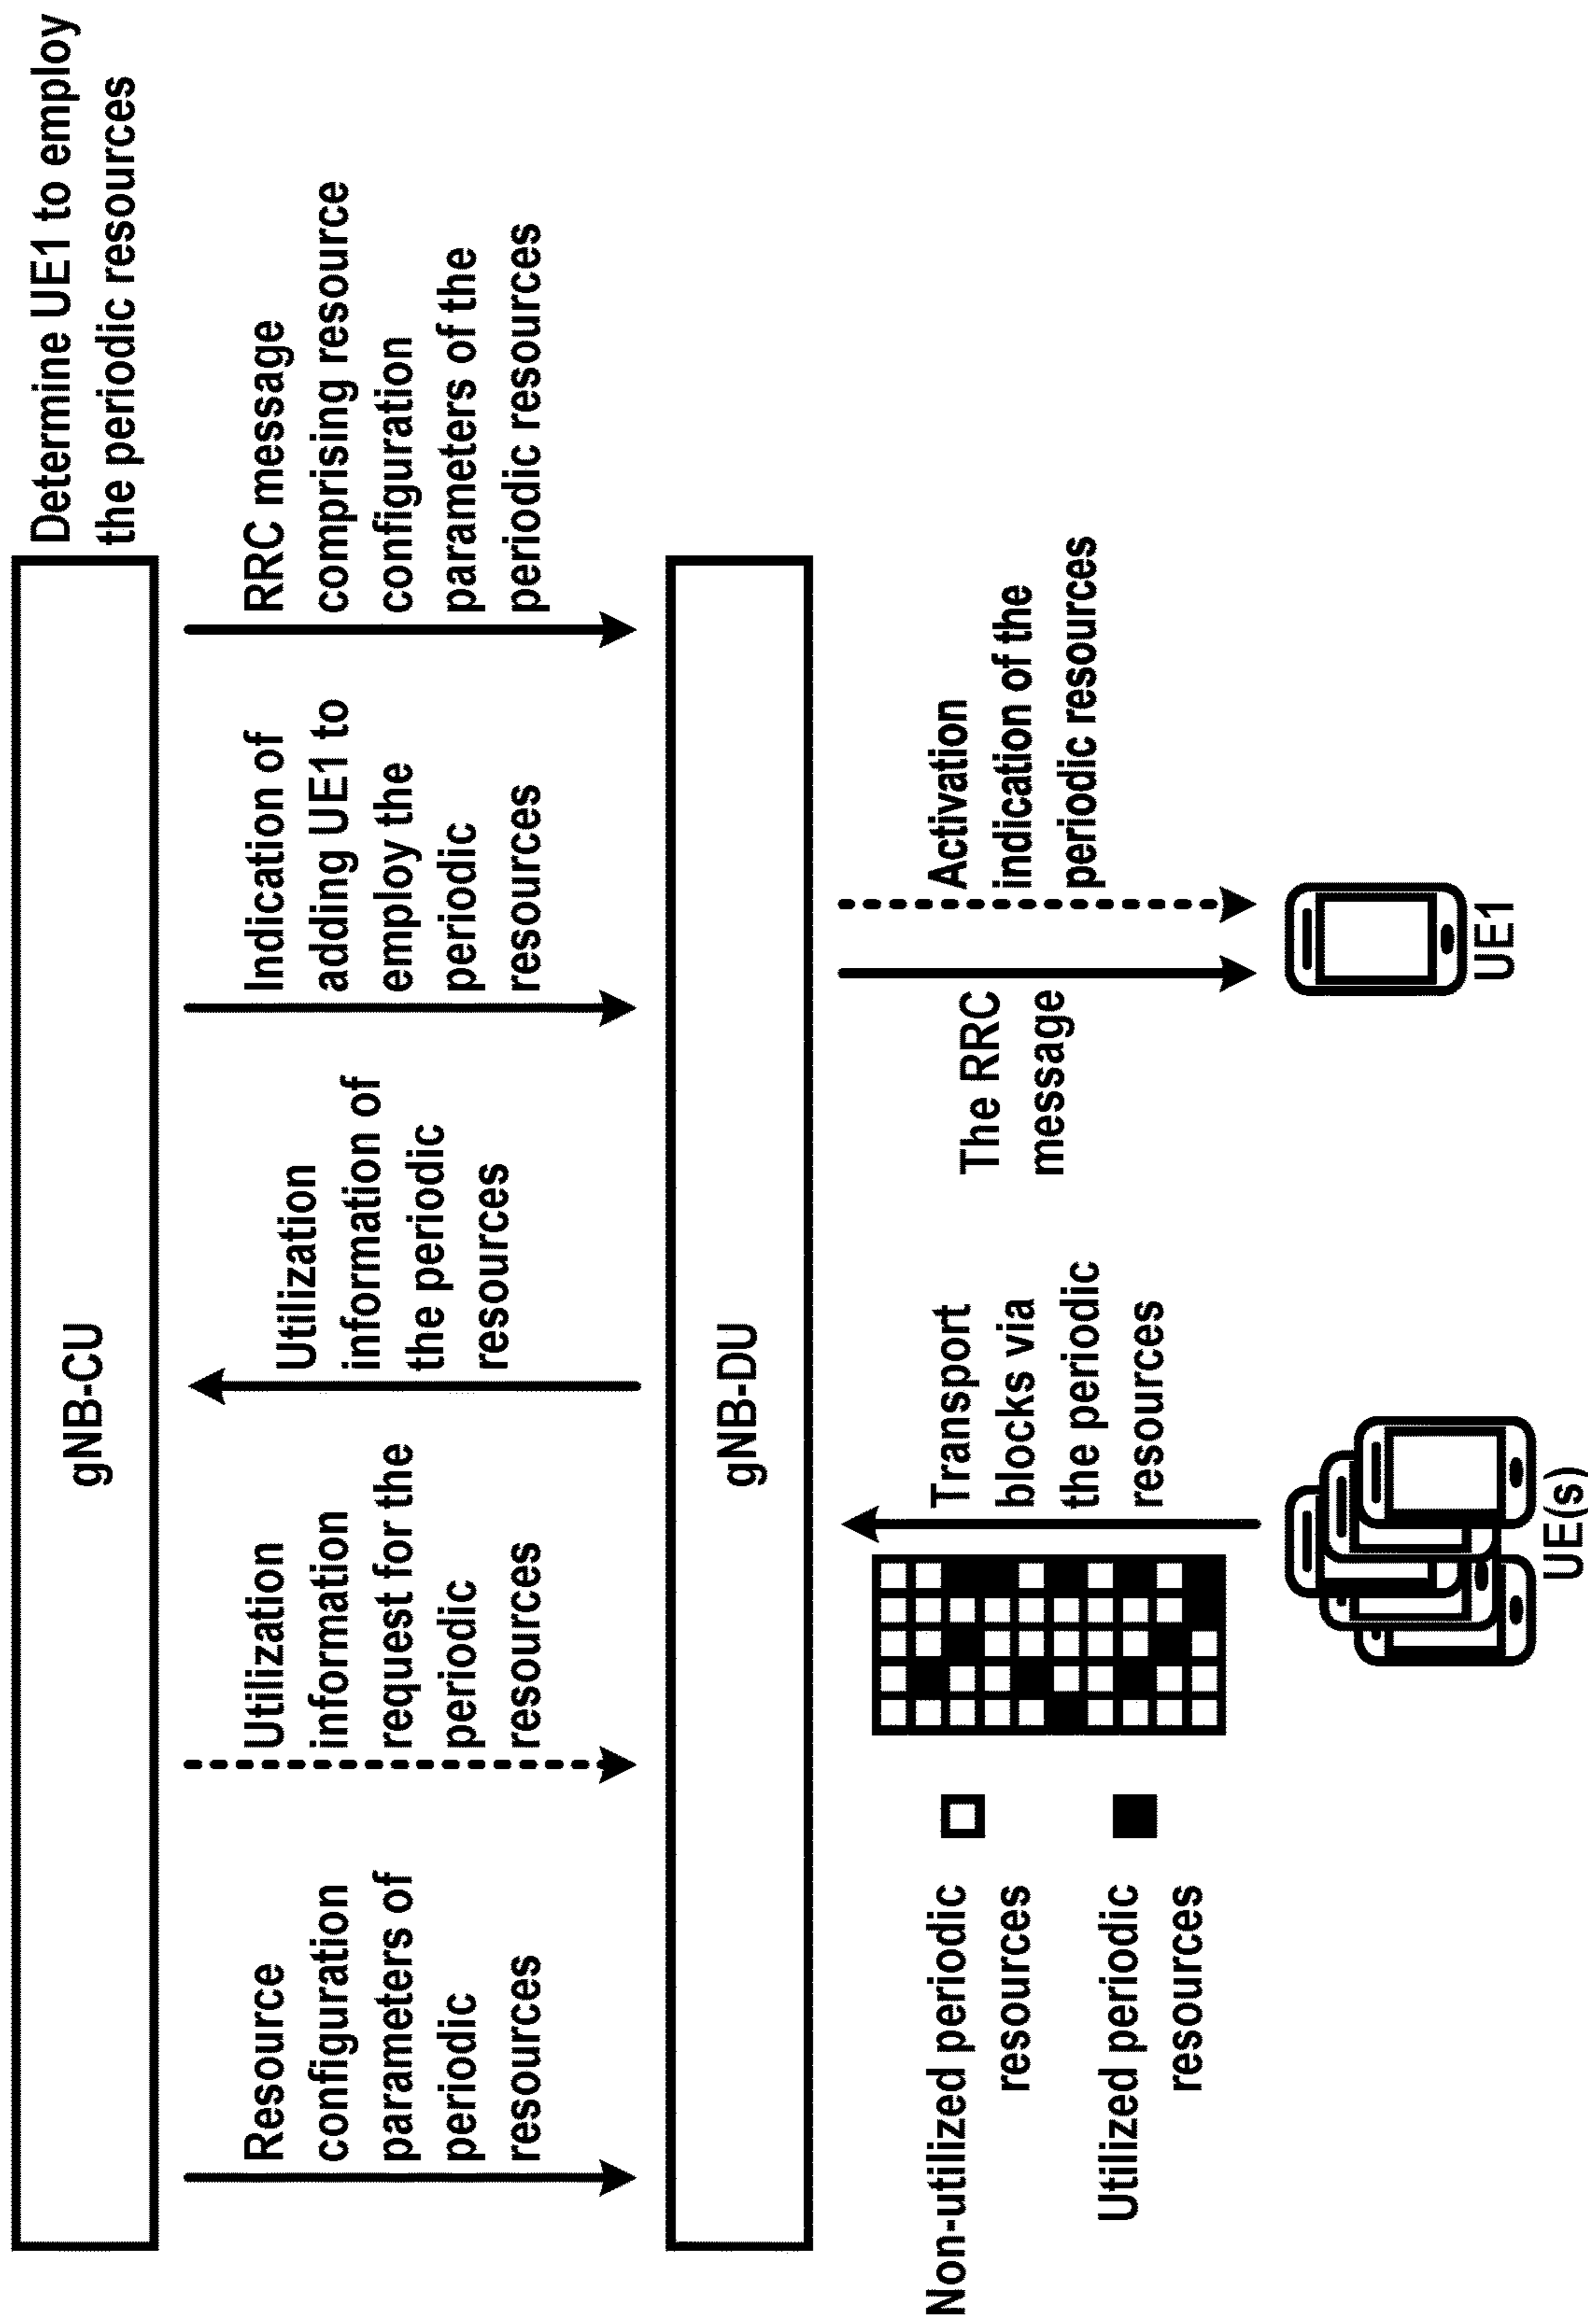 gNB-CU
Determine UE1 to employ
the periodic resources
Resource
configuration
parameters of
periodic
resources
Utilization
information
request for the
periodic
resources
Utilization
information of
the periodic
resources
Indication of
adding UE1 to
employ the
periodic
resources
RRC message
comprising resource
configuration
parameters of the
periodic resources
gNB-DU
Non-utilized periodic
resources
Utilized periodic
resources
Transport
blocks via
the periodic
resources
The RRC
message
Activation
indication of the
periodic resources
UE(s)
UE1